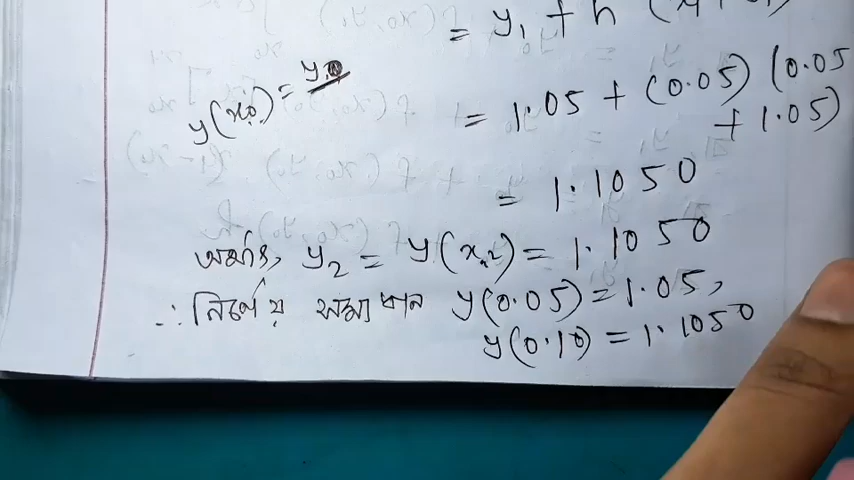 = y₁ + h (x₁ +
y(x₀) = y₀
= 1.05 + (0.05) (0.05
+ 1.05)
= 1.1050
অর্থাৎ, y₂ = y(x₂) = 1.1050
∴ নির্ণেয় সমাধান y(0.05) = 1.05,
y(0.10) = 1.1050